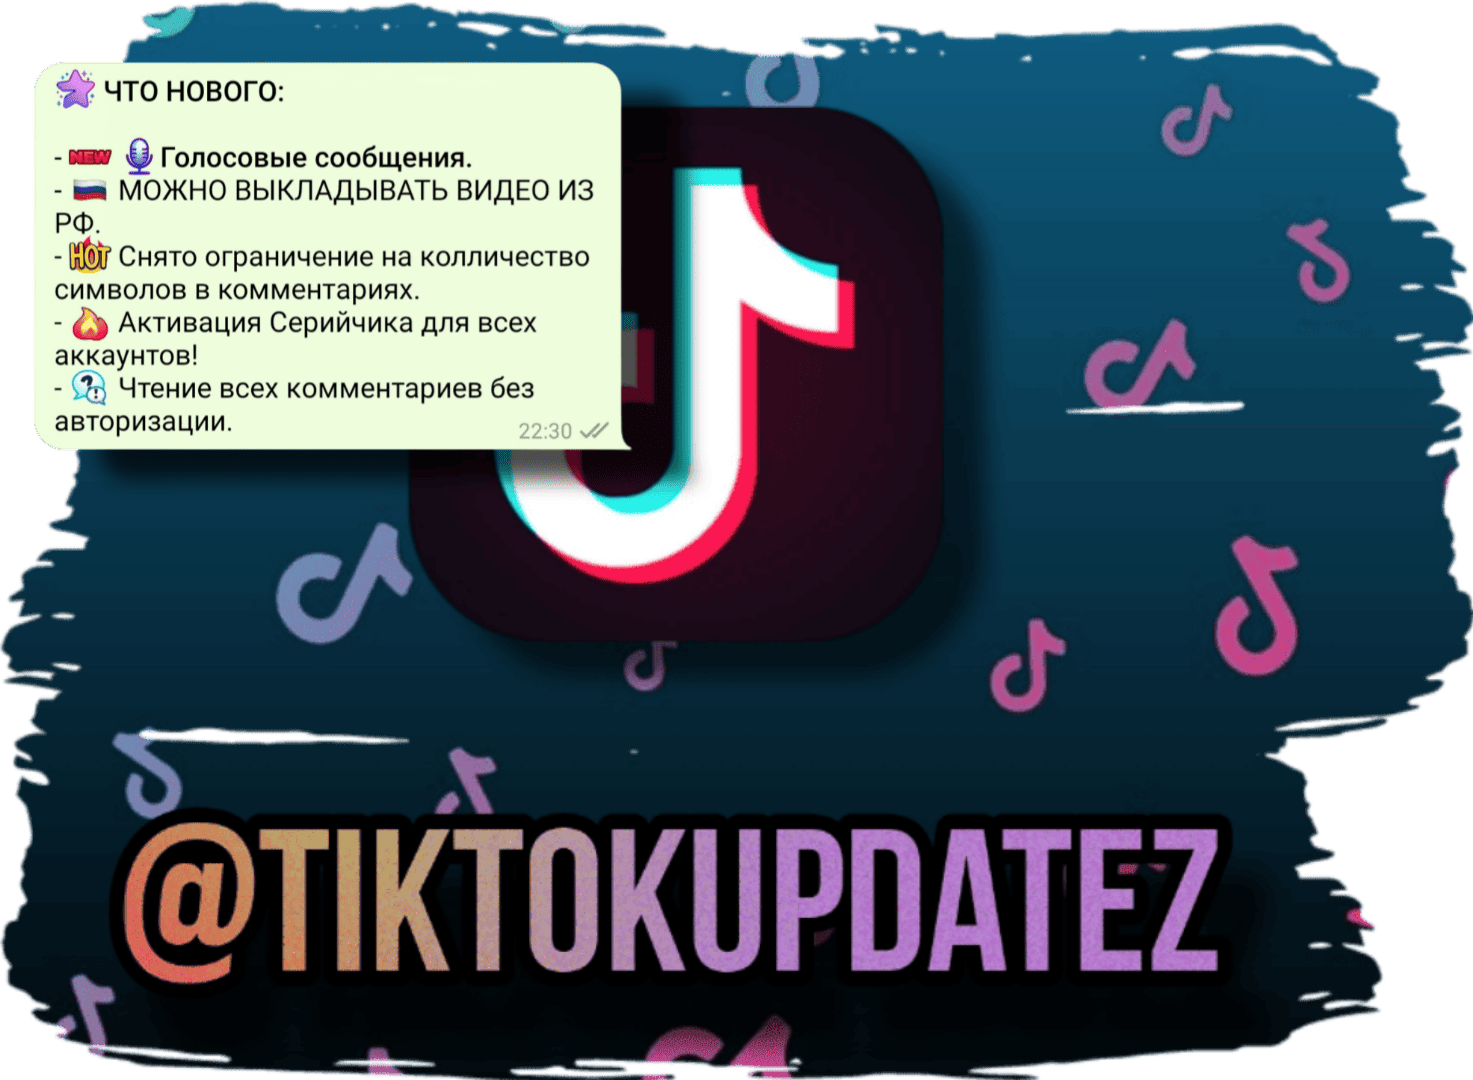 ЧТО НОВОГО:
- NEW Голосовые сообщения.
- МОЖНО ВЫКЛАДЫВАТЬ ВИДЕО ИЗ
РФ.
- HOT Снято ограничение на колличество
символов в комментариях.
- Активация Серийчика для всех
аккаунтов!
- Чтение всех комментариев без
авторизации.
22:30
@TIKTOKUPDATEZ